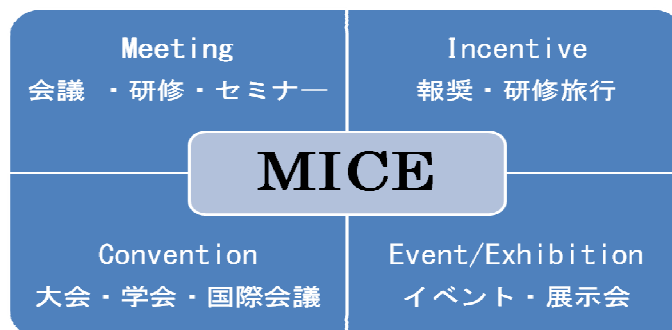 Meeting
会議 ・研修・セミナー
Incentive
報奨・研修旅行
MICE
Convention
大会・学会・国際会議
Event/Exhibition
イベント・展示会